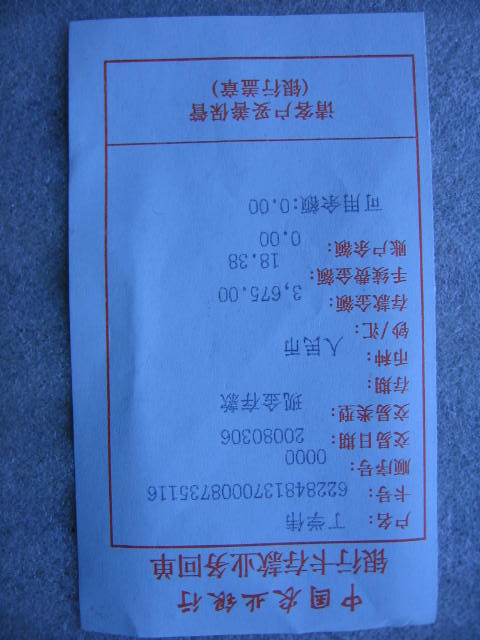 中国农业银行
银行卡存款业务回单
户名: 丁学伟
卡号: 6228481370008735116
顺序号: 0000
交易日期: 20080306
交易类型: 现金存款
存期:
币种: 人民币
钞/汇:
存款金额: 3,675.00
手续费金额: 18.38
账户余额: 0.00
可用余额:0.00
请客户妥善保管
(银行盖章)